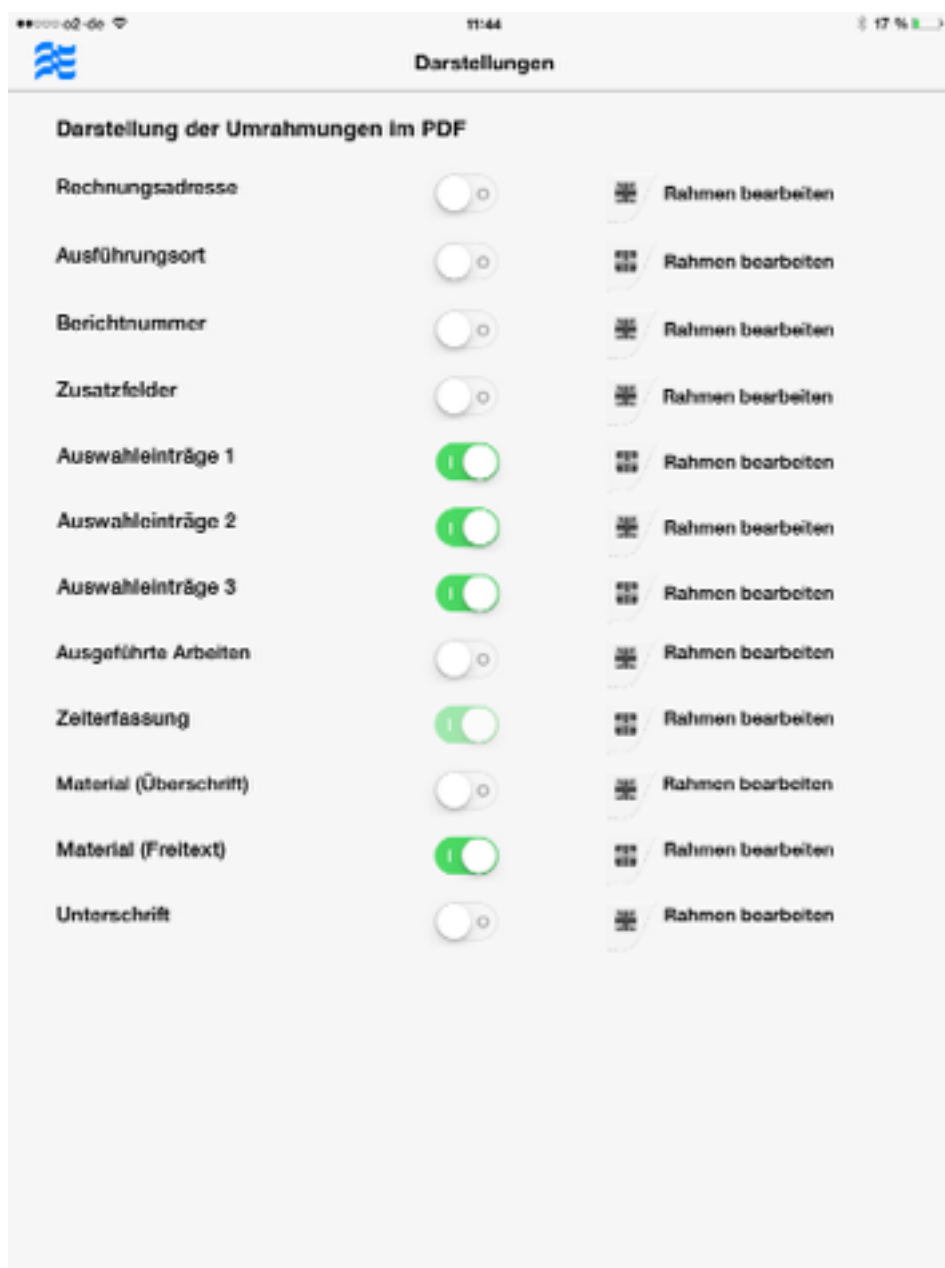 o2-de 11:44 17 %
Darstellungen
Darstellung der Umrahmungen im PDF
Rechnungsadresse Rahmen bearbeiten
Ausführungsort Rahmen bearbeiten
Berichtnummer Rahmen bearbeiten
Zusatzfelder Rahmen bearbeiten
Auswahleinträge 1 Rahmen bearbeiten
Auswahleinträge 2 Rahmen bearbeiten
Auswahleinträge 3 Rahmen bearbeiten
Ausgeführte Arbeiten Rahmen bearbeiten
Zeiterfassung Rahmen bearbeiten
Material (Überschrift) Rahmen bearbeiten
Material (Freitext) Rahmen bearbeiten
Unterschrift Rahmen bearbeiten